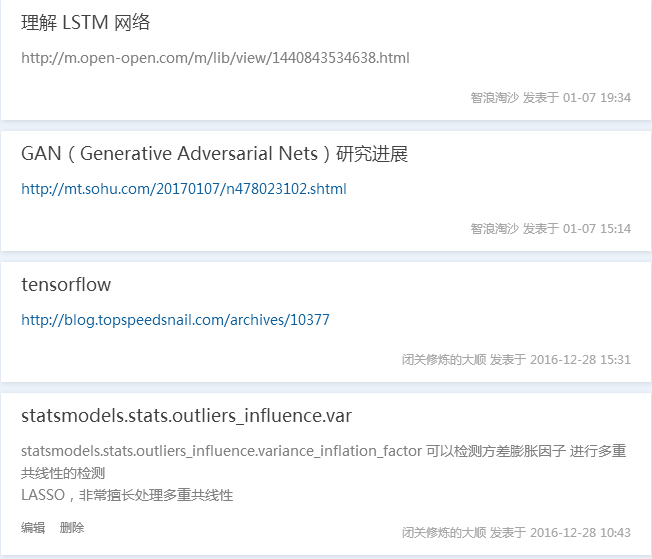 理解 LSTM 网络
http://m.open-open.com/m/lib/view/1440843534638.html
智浪淘沙 发表于 01-07 19:34
GAN（Generative Adversarial Nets）研究进展
http://mt.sohu.com/20170107/n478023102.shtml
智浪淘沙 发表于 01-07 15:14
tensorflow
http://blog.topspeedsnail.com/archives/10377
闭关修炼的大顺 发表于 2016-12-28 15:31
statsmodels.stats.outliers_influence.var
statsmodels.stats.outliers_influence.variance_inflation_factor 可以检测方差膨胀因子 进行多重
共线性的检测
LASSO，非常擅长处理多重共线性
编辑 删除
闭关修炼的大顺 发表于 2016-12-28 10:43